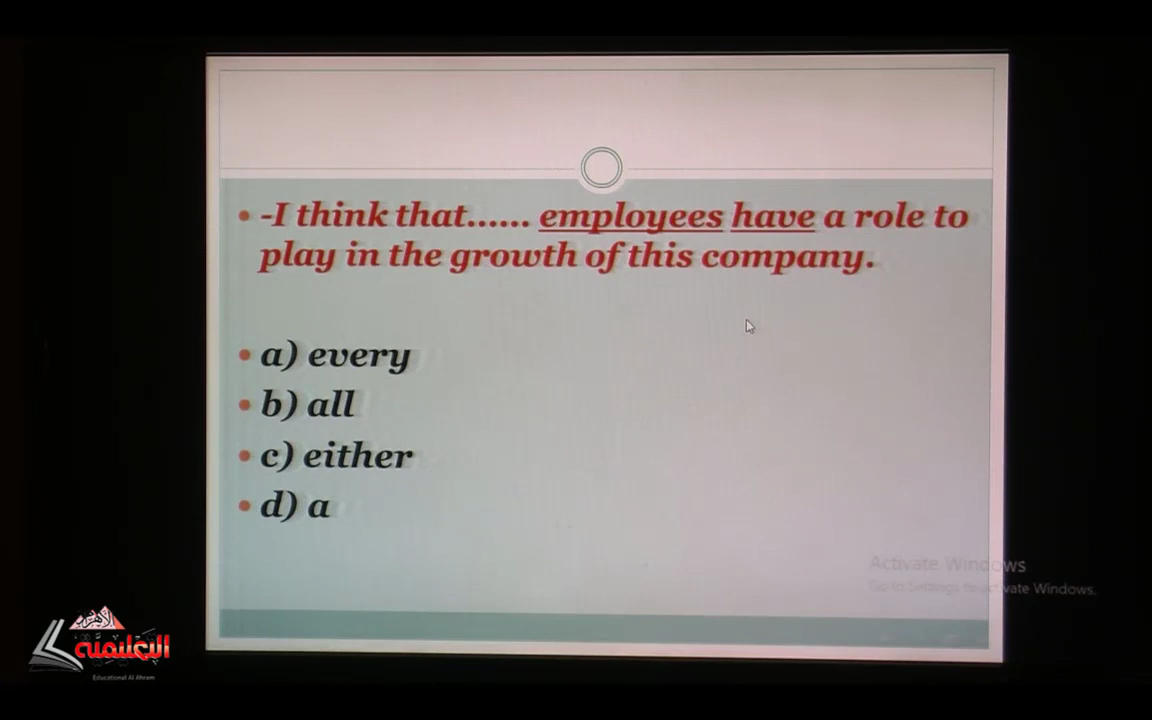 -I think that...... employees have a role to
play in the growth of this company.
a) every
b) all
c) either
d) a
Activate Windows
Go to Settings to activate Windows.
الأهرام
التعليمية
Educational Al Ahram